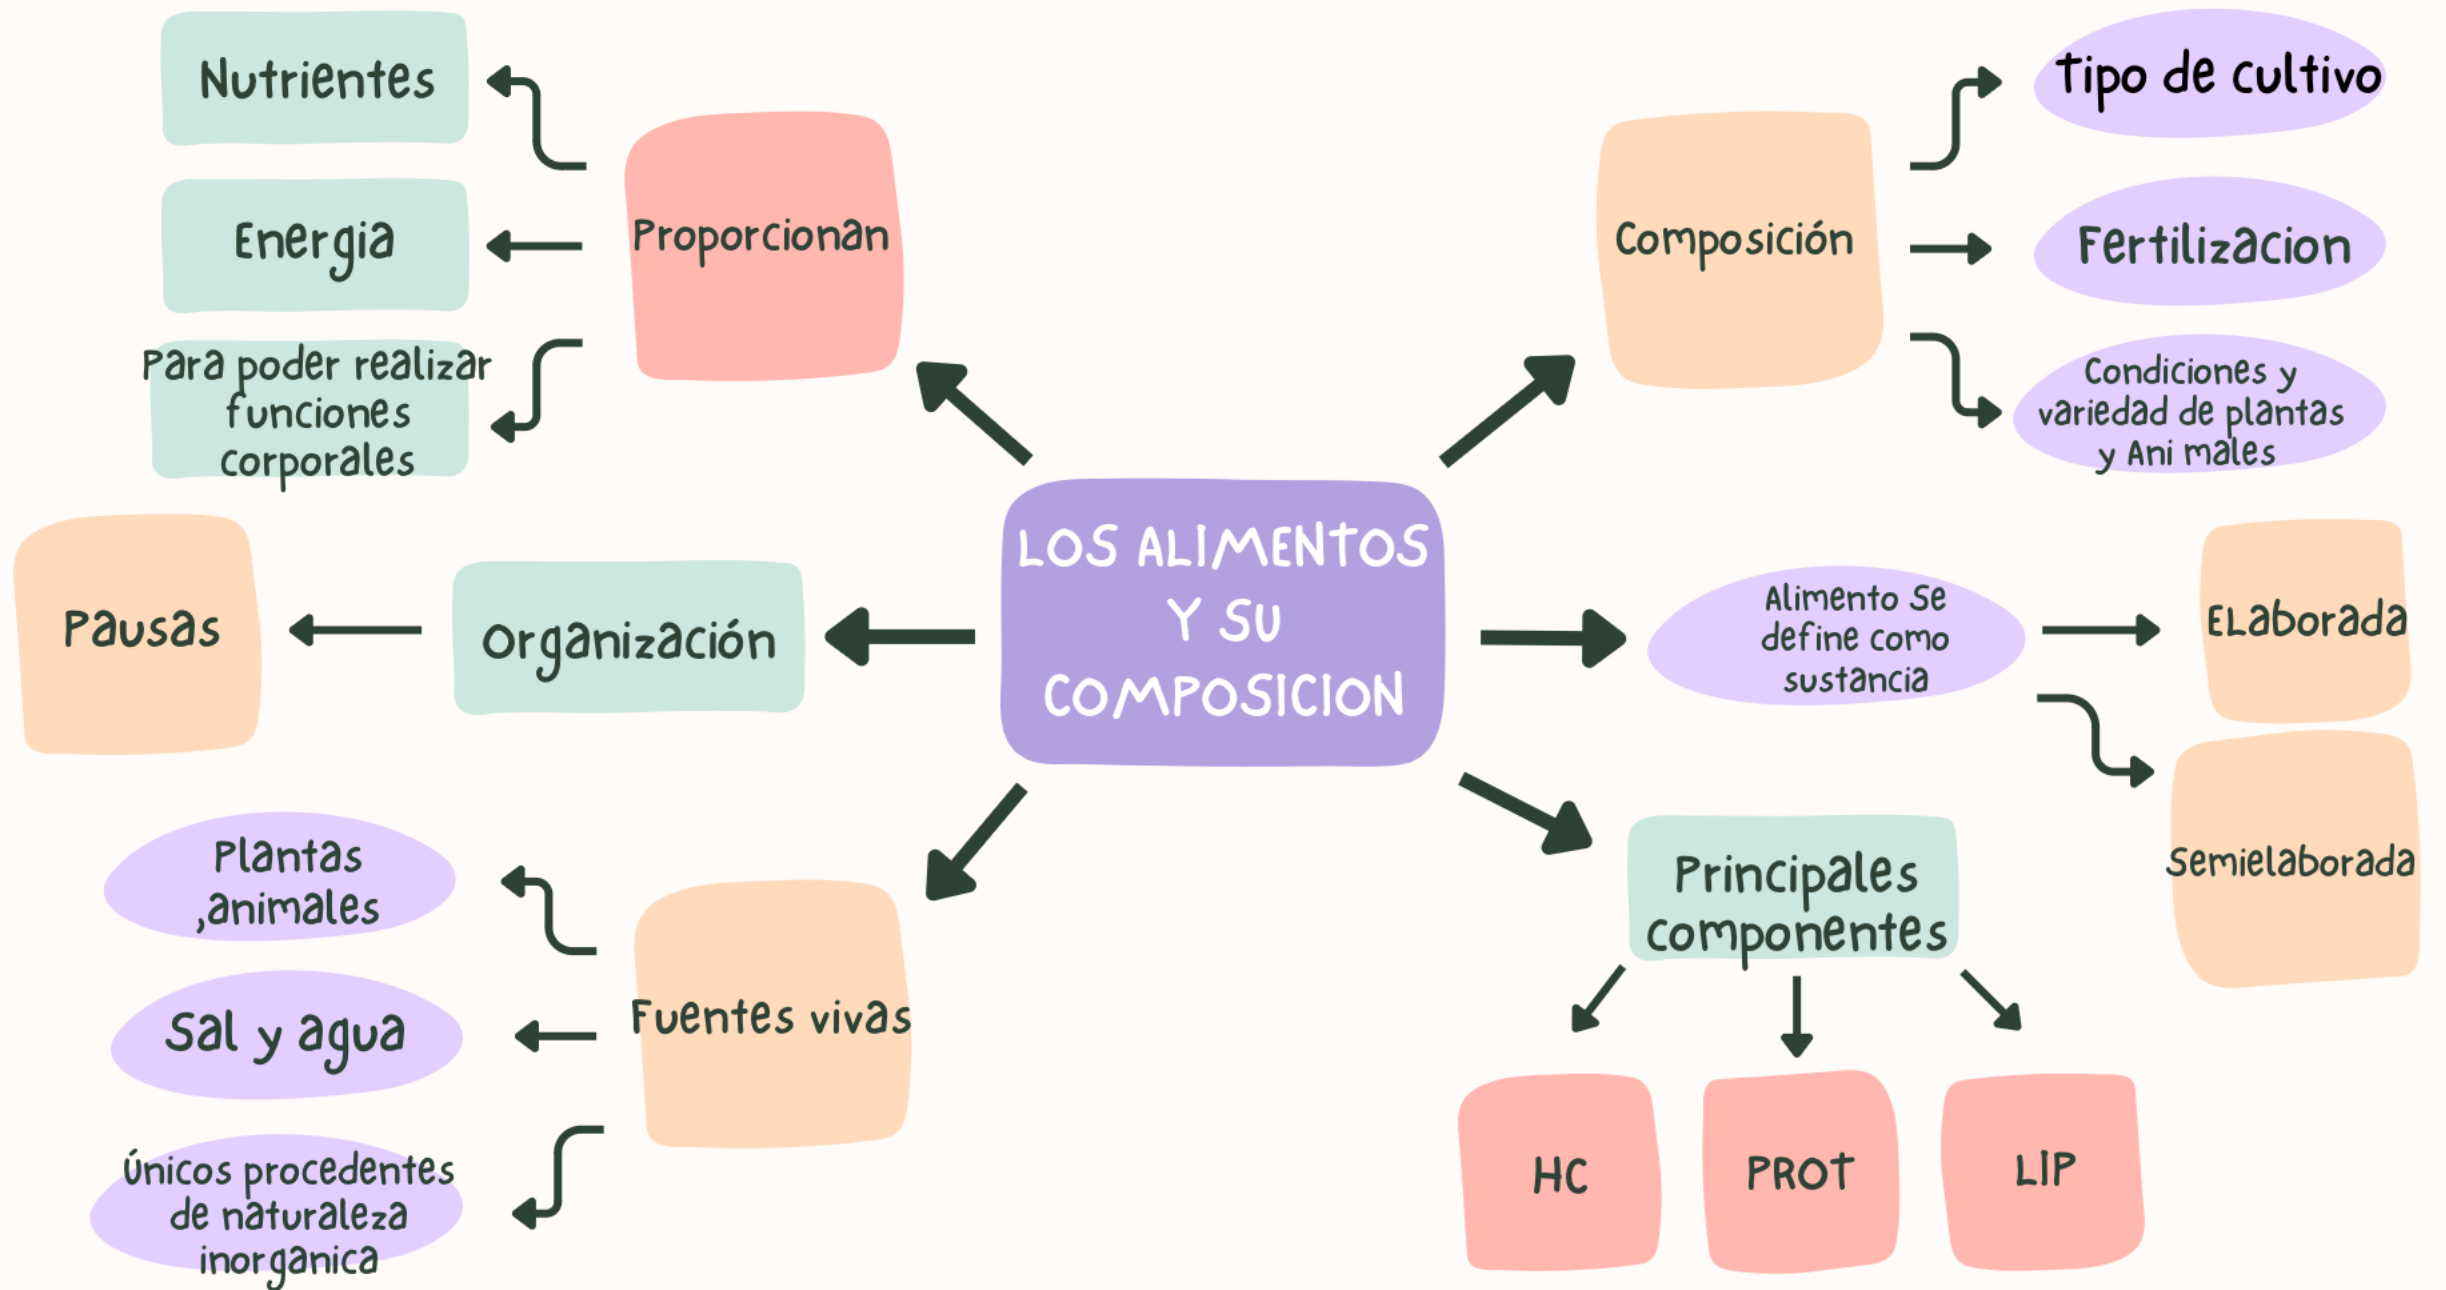 Nutrientes
Energia
Para poder realizar
funciones
corporales
Proporcionan
Composición
Tipo de cultivo
Fertilizacion
Condiciones y
variedad de plantas
y Ani males
Pausas
Organización
LOS ALIMENTOS
Y SU
COMPOSICION
Alimento Se
define como
sustancia
ELaborada
Semielaborada
Plantas
,animales
Sal y agua
Únicos procedentes
de naturaleza
inorganica
Fuentes vivas
Principales
componentes
HC
PROT
LIP